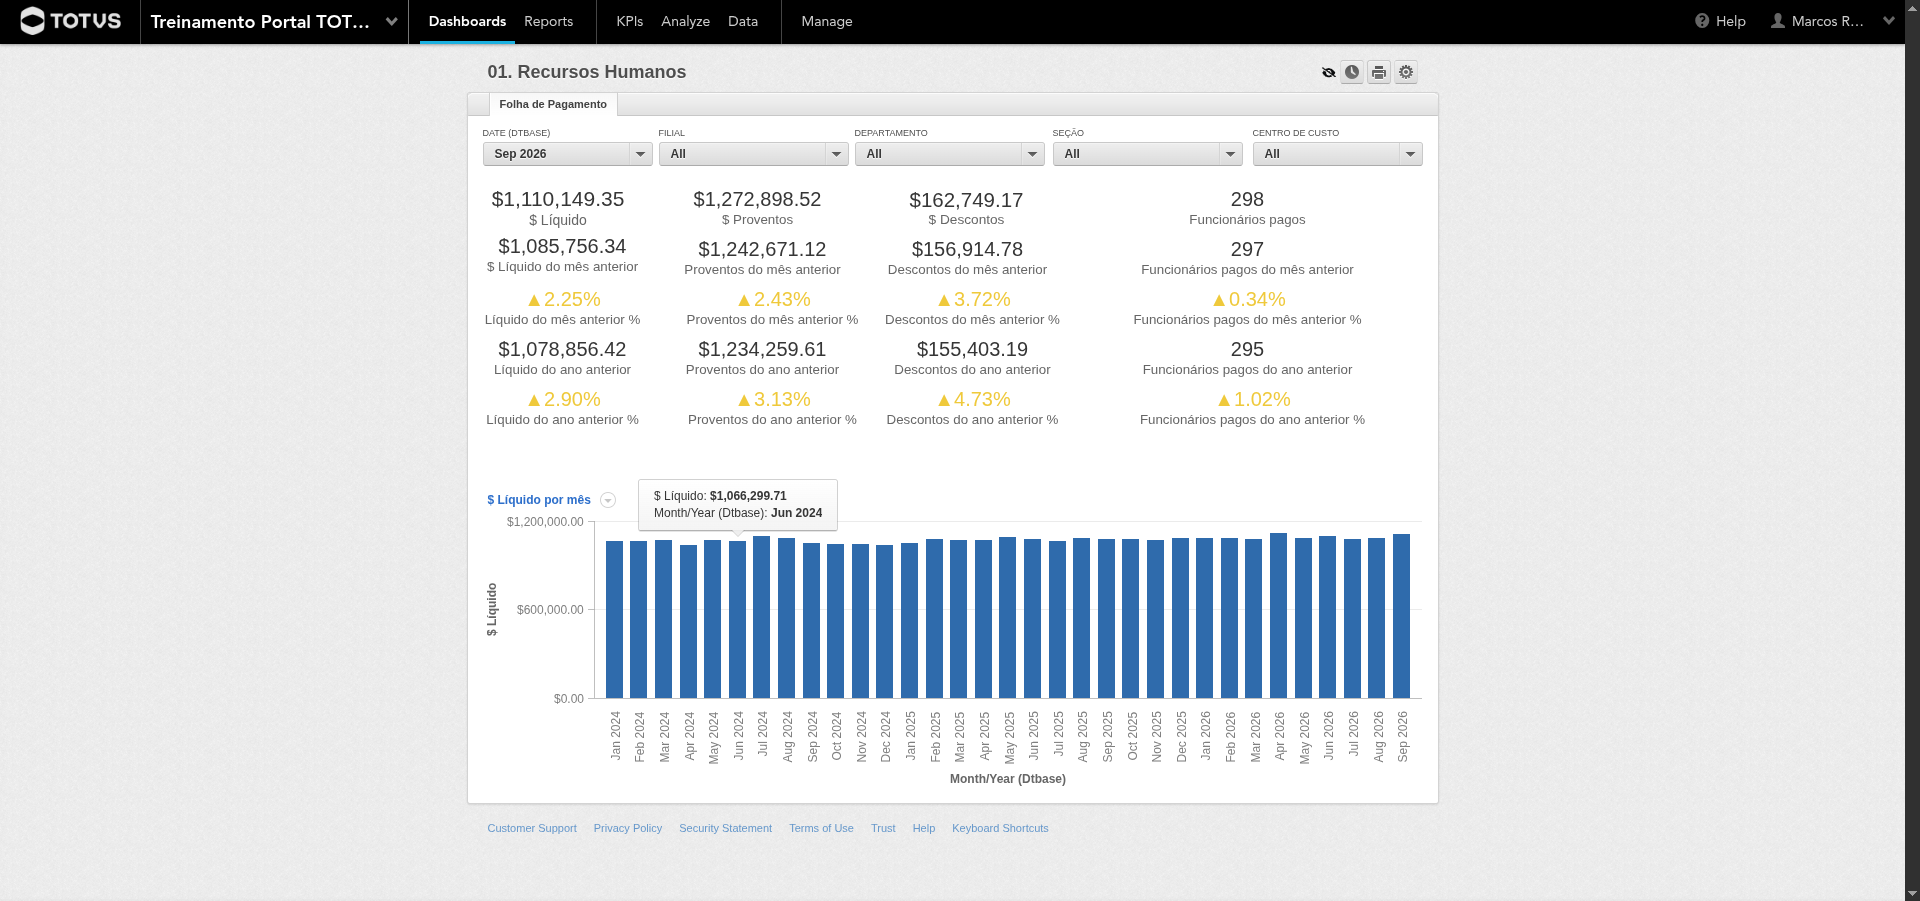 TOTVS Treinamento Portal TOT... Dashboards Reports KPIs Analyze Data Manage Help Marcos R...
01. Recursos Humanos
Folha de Pagamento
DATE (DTBASE) FILIAL DEPARTAMENTO SEÇÃO CENTRO DE CUSTO
Sep 2026 All All All All
$1,110,149.35 $1,272,898.52 $162,749.17 298
$ Líquido $ Proventos $ Descontos Funcionários pagos
$1,085,756.34 $1,242,671.12 $156,914.78 297
$ Líquido do mês anterior Proventos do mês anterior Descontos do mês anterior Funcionários pagos do mês anterior
▲2.25% ▲2.43% ▲3.72% ▲0.34%
Líquido do mês anterior % Proventos do mês anterior % Descontos do mês anterior % Funcionários pagos do mês anterior %
$1,078,856.42 $1,234,259.61 $155,403.19 295
Líquido do ano anterior Proventos do ano anterior Descontos do ano anterior Funcionários pagos do ano anterior
▲2.90% ▲3.13% ▲4.73% ▲1.02%
Líquido do ano anterior % Proventos do ano anterior % Descontos do ano anterior % Funcionários pagos do ano anterior %
$ Líquido por mês
$ Líquido: $1,066,299.71
Month/Year (Dtbase): Jun 2024
$1,200,000.00
$600,000.00
$0.00
$ Líquido
Jan 2024 Feb 2024 Mar 2024 Apr 2024 May 2024 Jun 2024 Jul 2024 Aug 2024 Sep 2024 Oct 2024 Nov 2024 Dec 2024 Jan 2025 Feb 2025 Mar 2025 Apr 2025 May 2025 Jun 2025 Jul 2025 Aug 2025 Sep 2025 Oct 2025 Nov 2025 Dec 2025 Jan 2026 Feb 2026 Mar 2026 Apr 2026 May 2026 Jun 2026 Jul 2026 Aug 2026 Sep 2026
Month/Year (Dtbase)
Customer Support Privacy Policy Security Statement Terms of Use Trust Help Keyboard Shortcuts